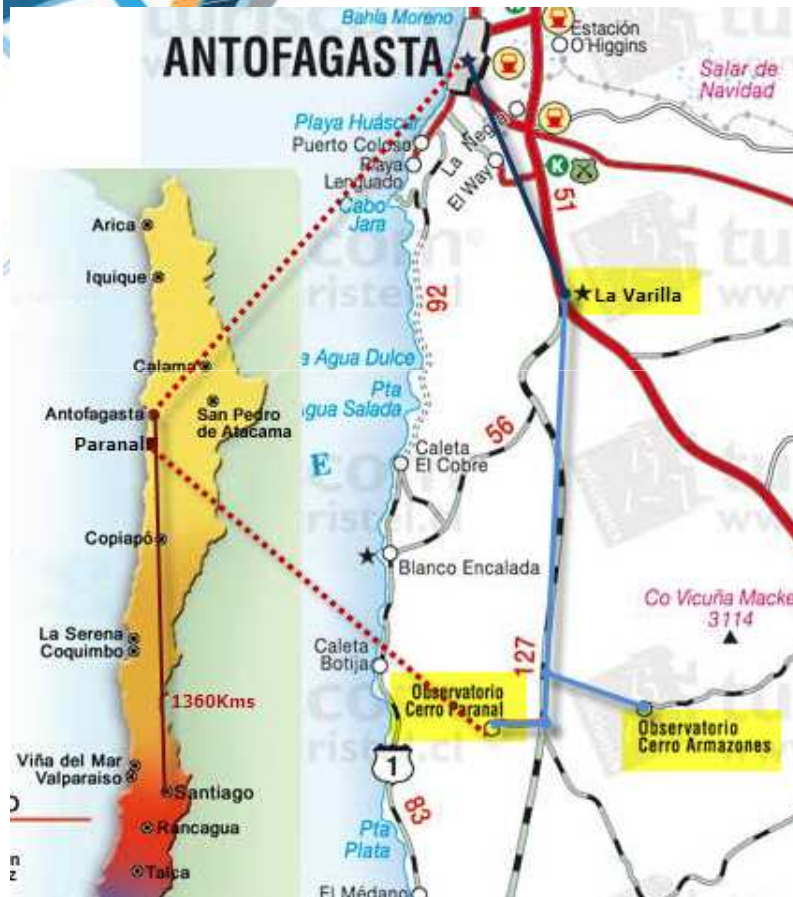 Bahía Moreno
ANTOFAGASTA
Estación
O'Higgins
Salar de
Navidad
Playa Huáscar
Puerto Coloso
Playa
Lenguado
La Negra
El Way
K
51
Cabo
Jara
La Varilla
92
a Agua Dulce
Pta
gua Salada
56
Caleta
El Cobre
E
Blanco Encalada
Co Vicuña Macke
3114
Caleta
Botija
127
Observatorio
Cerro Paranal
Observatorio
Cerro Armazones
1
83
Pta
Plata
El Médano
Arica
Iquique
Calama
Antofagasta
San Pedro
de Atacama
Paranal
Copiapó
La Serena
Coquimbo
1360Kms
Viña del Mar
Valparaiso
Santiago
Rancagua
Talca